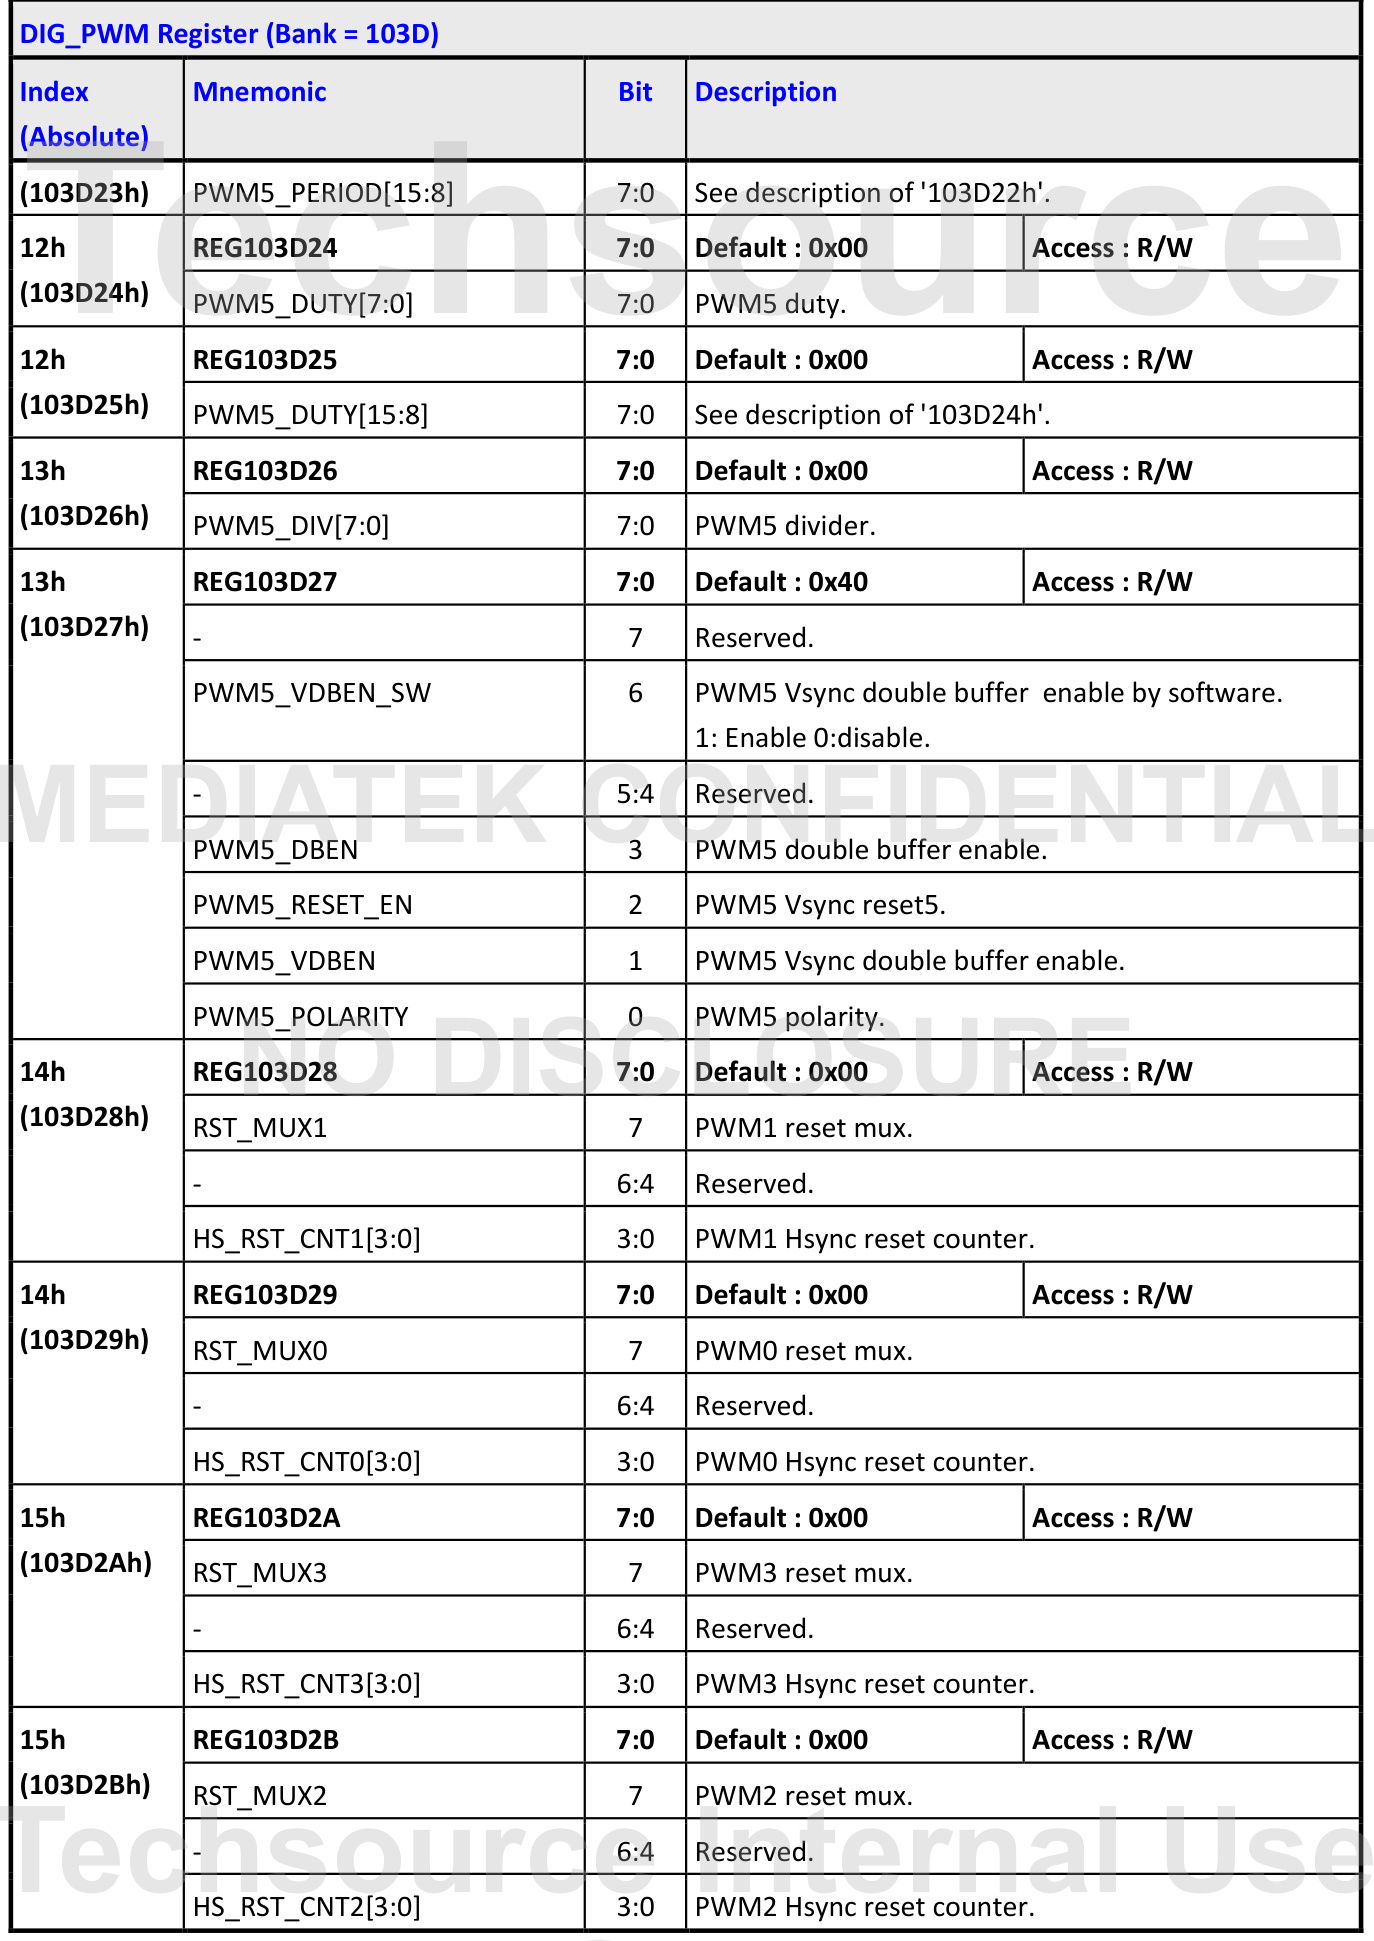 DIG_PWM Register (Bank = 103D)
Index (Absolute) Mnemonic Bit Description
(103D23h) PWM5_PERIOD[15:8] 7:0 See description of '103D22h'.
12h (103D24h) REG103D24 7:0 Default : 0x00 Access : R/W
PWM5_DUTY[7:0] 7:0 PWM5 duty.
12h (103D25h) REG103D25 7:0 Default : 0x00 Access : R/W
PWM5_DUTY[15:8] 7:0 See description of '103D24h'.
13h (103D26h) REG103D26 7:0 Default : 0x00 Access : R/W
PWM5_DIV[7:0] 7:0 PWM5 divider.
13h (103D27h) REG103D27 7:0 Default : 0x40 Access : R/W
- 7 Reserved.
PWM5_VDBEN_SW 6 PWM5 Vsync double buffer  enable by software.
1: Enable 0:disable.
- 5:4 Reserved.
PWM5_DBEN 3 PWM5 double buffer enable.
PWM5_RESET_EN 2 PWM5 Vsync reset5.
PWM5_VDBEN 1 PWM5 Vsync double buffer enable.
PWM5_POLARITY 0 PWM5 polarity.
14h (103D28h) REG103D28 7:0 Default : 0x00 Access : R/W
RST_MUX1 7 PWM1 reset mux.
- 6:4 Reserved.
HS_RST_CNT1[3:0] 3:0 PWM1 Hsync reset counter.
14h (103D29h) REG103D29 7:0 Default : 0x00 Access : R/W
RST_MUX0 7 PWM0 reset mux.
- 6:4 Reserved.
HS_RST_CNT0[3:0] 3:0 PWM0 Hsync reset counter.
15h (103D2Ah) REG103D2A 7:0 Default : 0x00 Access : R/W
RST_MUX3 7 PWM3 reset mux.
- 6:4 Reserved.
HS_RST_CNT3[3:0] 3:0 PWM3 Hsync reset counter.
15h (103D2Bh) REG103D2B 7:0 Default : 0x00 Access : R/W
RST_MUX2 7 PWM2 reset mux.
- 6:4 Reserved.
HS_RST_CNT2[3:0] 3:0 PWM2 Hsync reset counter.
Techsource
MEDIATEK CONFIDENTIAL
NO DISCLOSURE
Techsource Internal Use